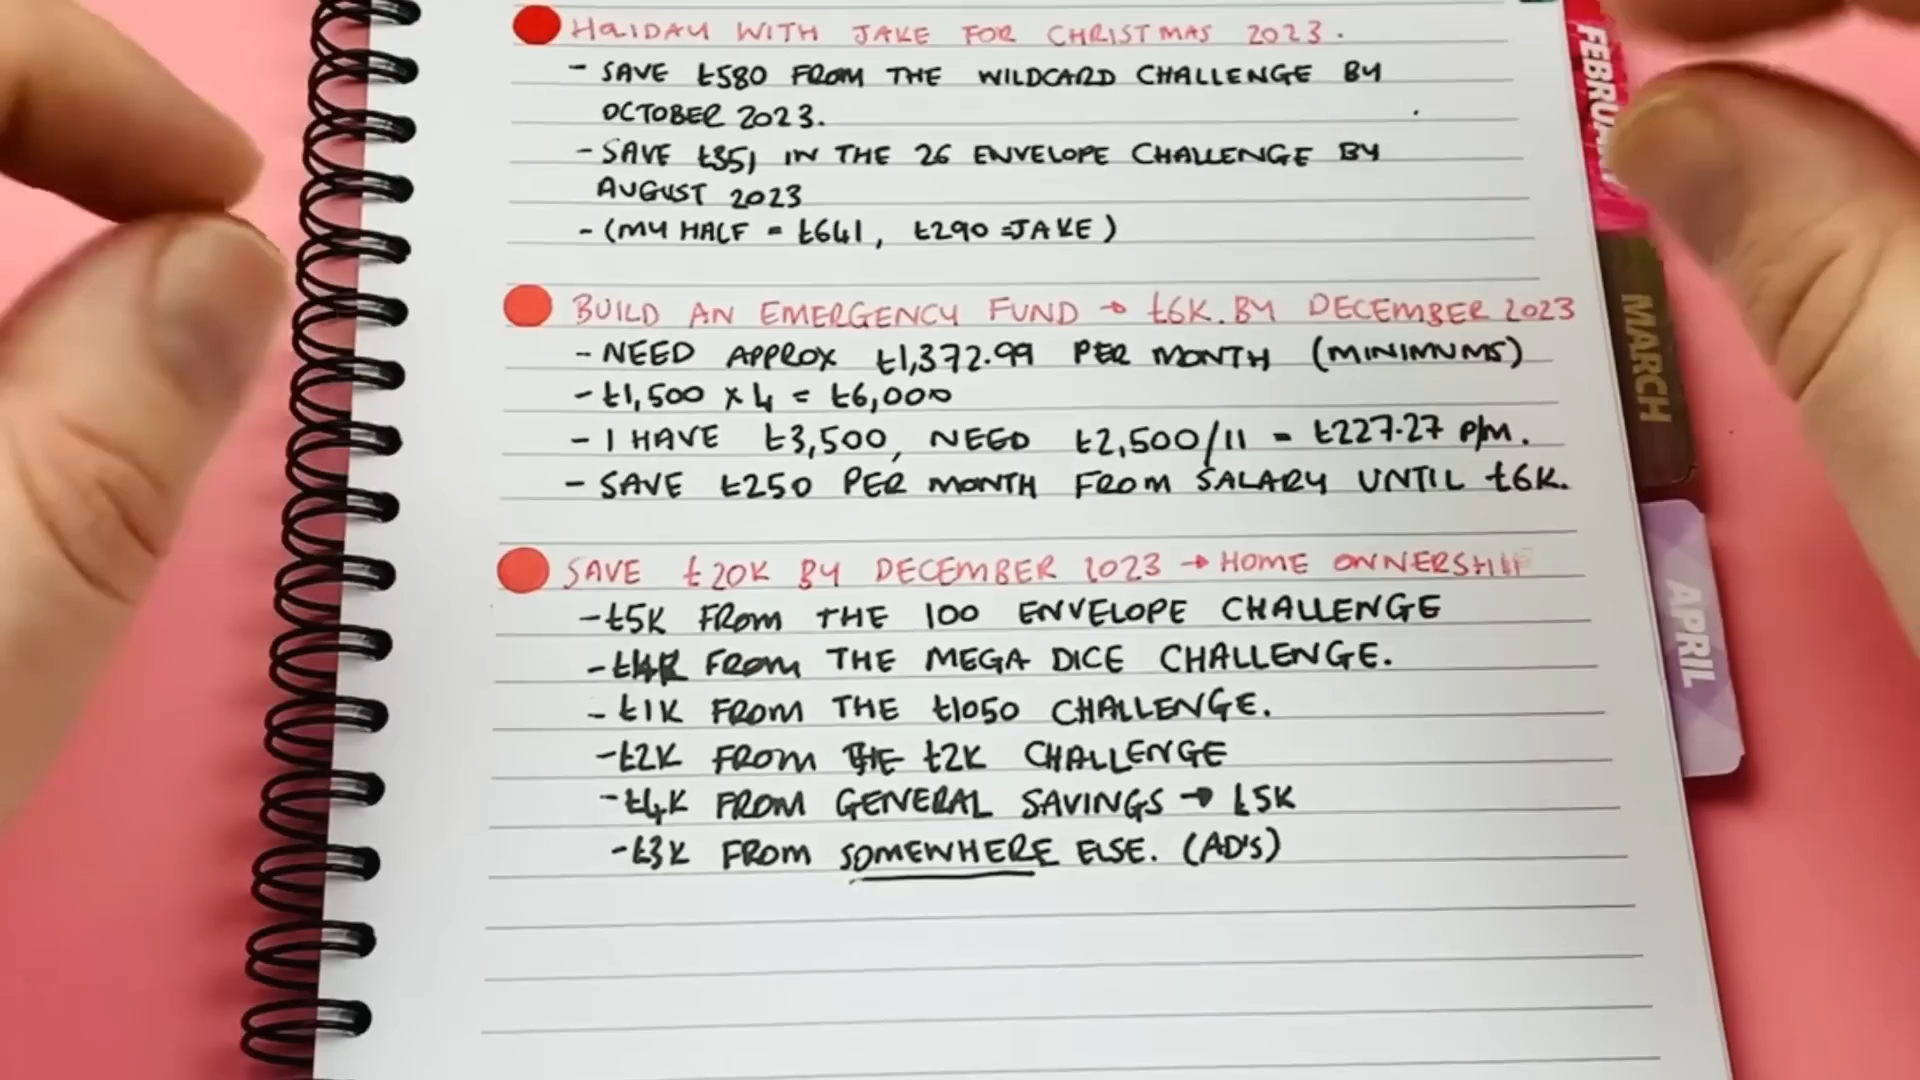 HOLIDAY WITH JAKE FOR CHRISTMAS 2023.
- SAVE £580 FROM THE WILDCARD CHALLENGE BY
OCTOBER 2023.
- SAVE £351 IN THE 26 ENVELOPE CHALLENGE BY
AUGUST 2023
- (MY HALF = £641, £290 = JAKE)
BUILD AN EMERGENCY FUND → £6K BY DECEMBER 2023
- NEED APPROX £1,372.99 PER MONTH (MINIMUMS)
- £1,500 x 4 = £6,000
- I HAVE £3,500, NEED £2,500/11 = £227.27 P/M.
- SAVE £250 PER MONTH FROM SALARY UNTIL £6K.
SAVE £20K BY DECEMBER 2023 → HOME OWNERSHIP
- £5K FROM THE 100 ENVELOPE CHALLENGE
- £4K FROM THE MEGA DICE CHALLENGE.
- £1K FROM THE £1050 CHALLENGE.
- £2K FROM THE £2K CHALLENGE
- £4K FROM GENERAL SAVINGS → £5K
- £3K FROM SOMEWHERE ELSE. (AD'S)
MARCH
APRIL